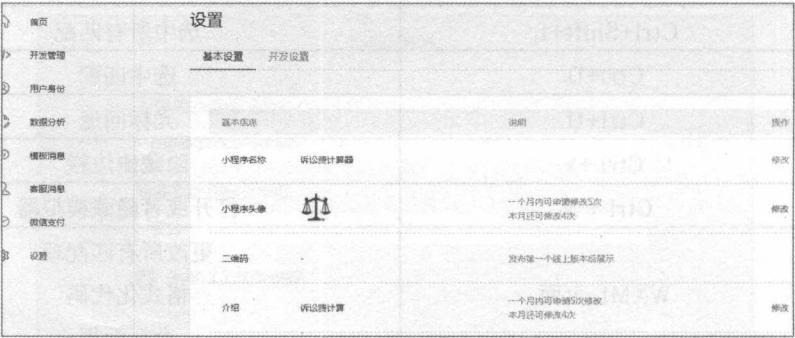 首页
开发管理
用户身份
数据分析
模板消息
客服消息
微信支付
设置
设置
基本设置 开发设置
基本信息 说明 操作
小程序名称 诉讼费计算器 修改
小程序头像 一个月内可申请修改5次
本月还可修改4次 修改
二维码 - 发布第一个线上版本后展示
介绍 诉讼费计算 一个月内可申请5次修改
本月还可修改4次 修改